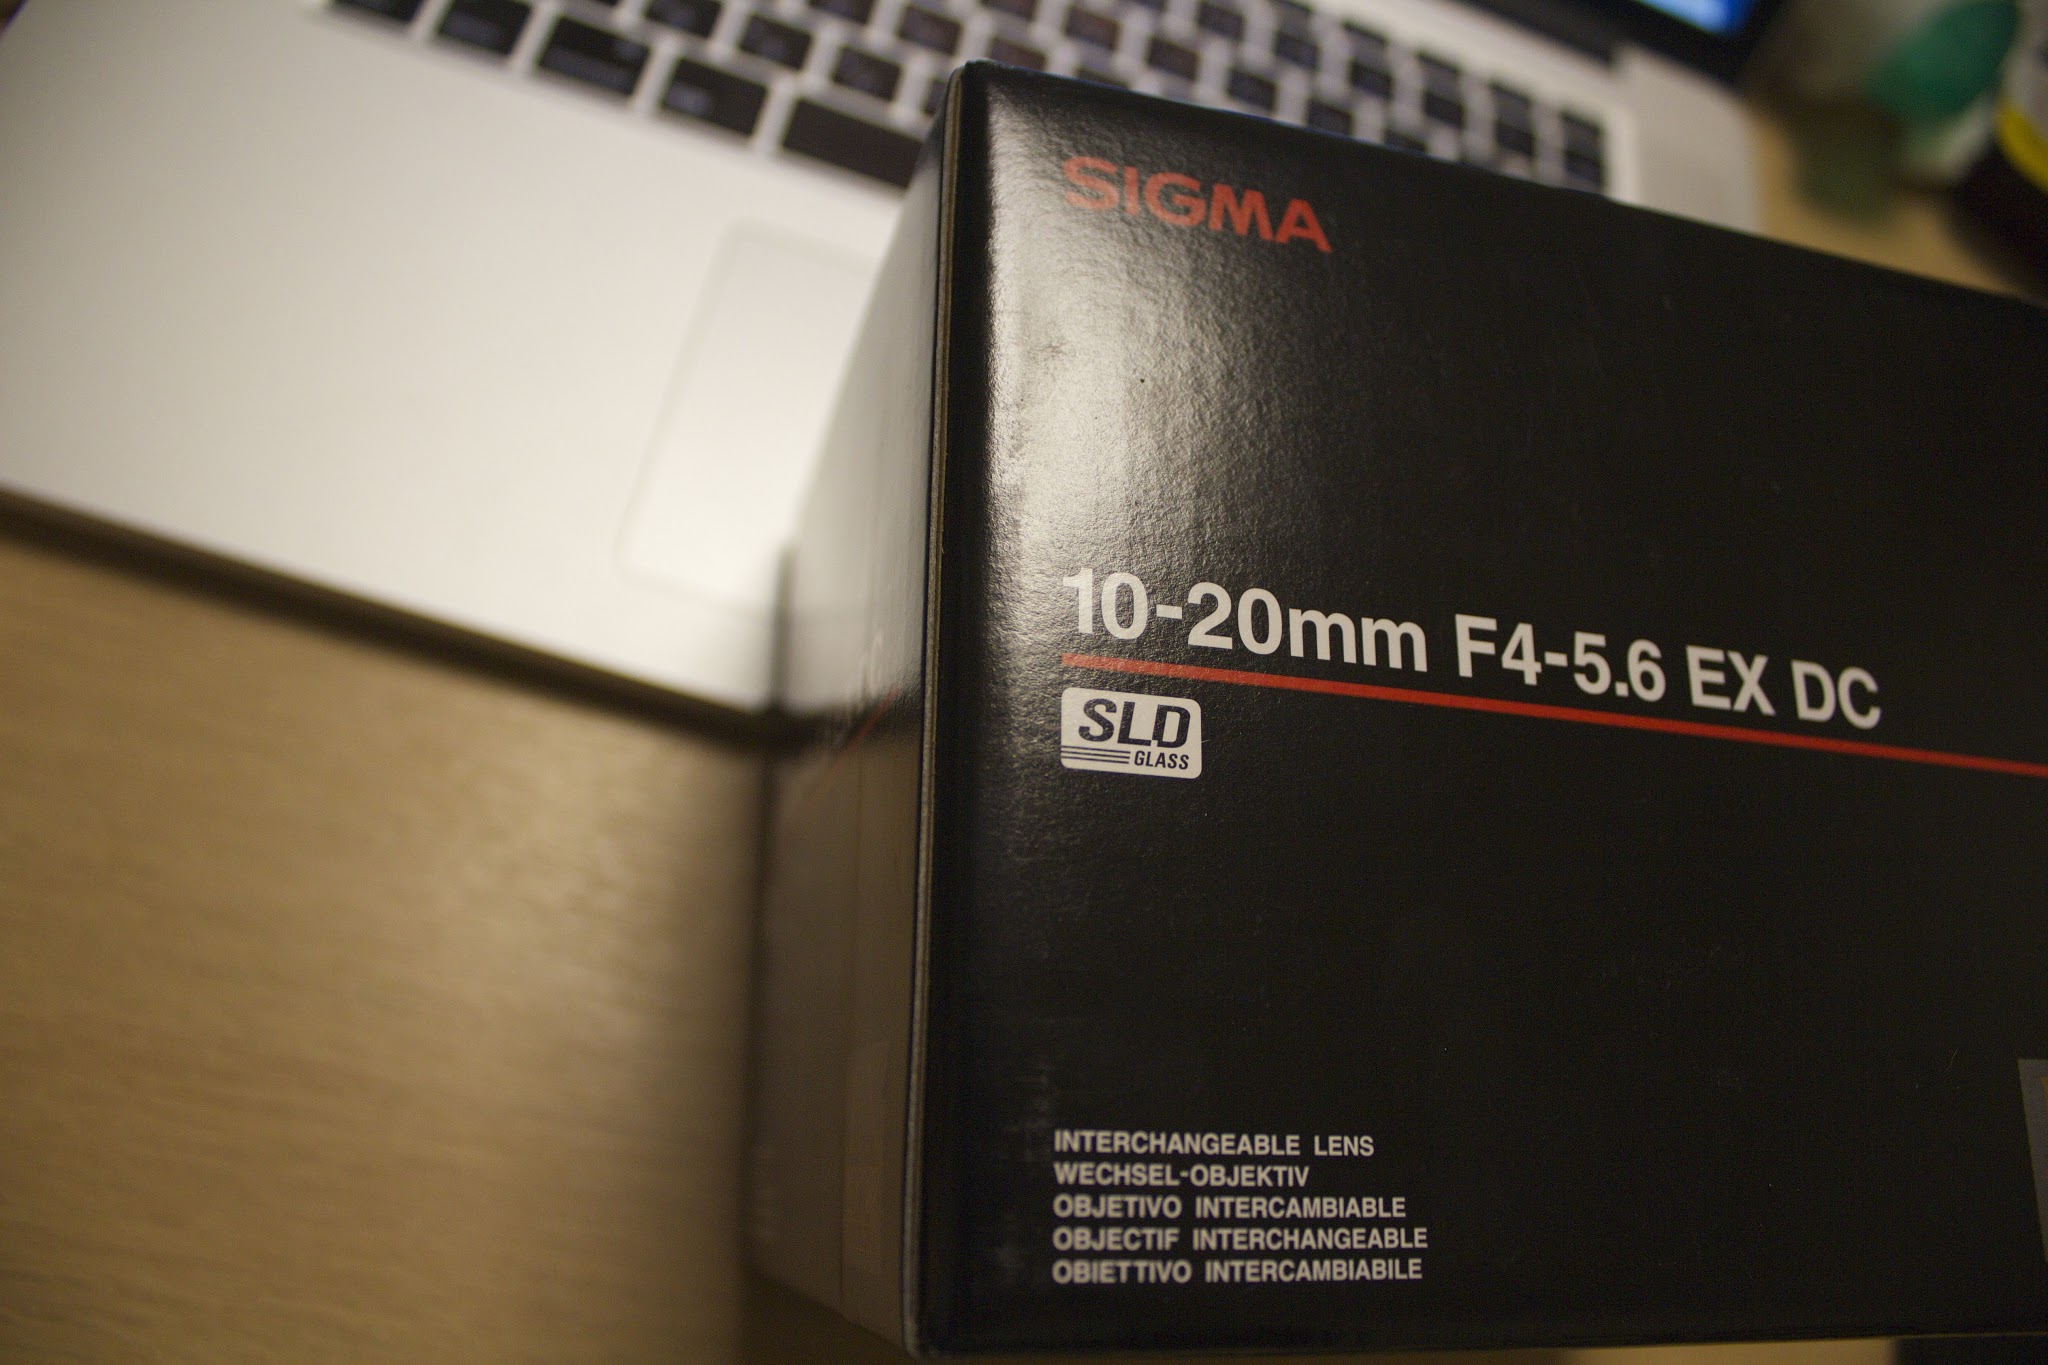 SIGMA
10-20mm F4-5.6 EX DC
SLD
GLASS
INTERCHANGEABLE LENS
WECHSEL-OBJEKTIV
OBJETIVO INTERCAMBIABLE
OBJECTIF INTERCHANGEABLE
OBIETTIVO INTERCAMBIABILE